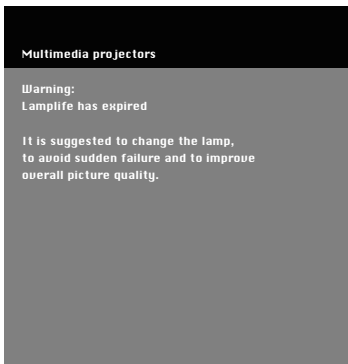 Multimedia projectors
Warning:
Lamplife has expired
It is suggested to change the lamp,
to avoid sudden failure and to improve
overall picture quality.